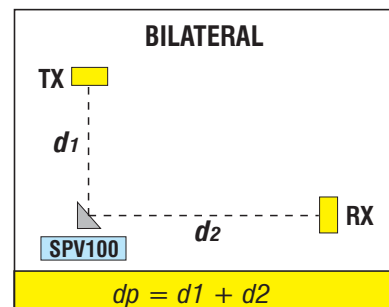 BILATERAL
TX
d1
d2
RX
SPV100
dp = d1 + d2